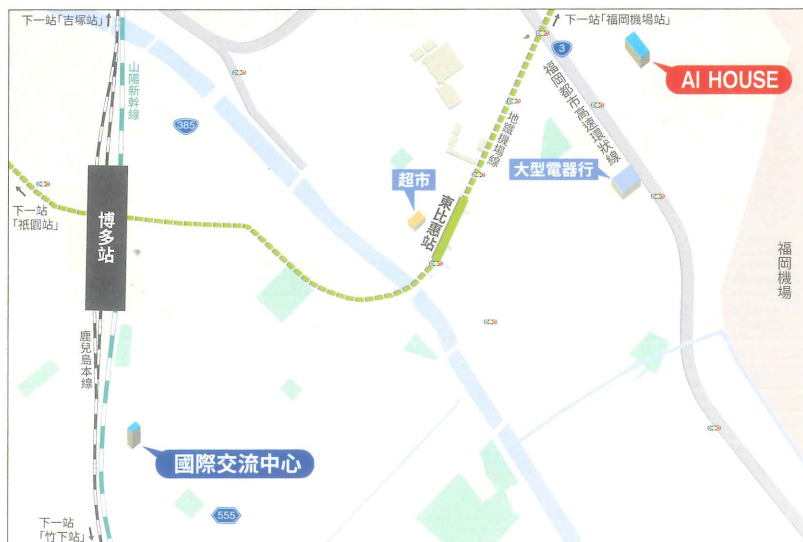 下一站「吉塚站」↑
↗下一站「福岡機場站」
3
AI HOUSE
山陽新幹線
385
福岡都市高速環狀線
地鐵機場線
超市
大型電器行
東比惠站
下一站
「祇園站」
博多站
福岡機場
鹿兒島本線
國際交流中心
555
下一站
「竹下站」